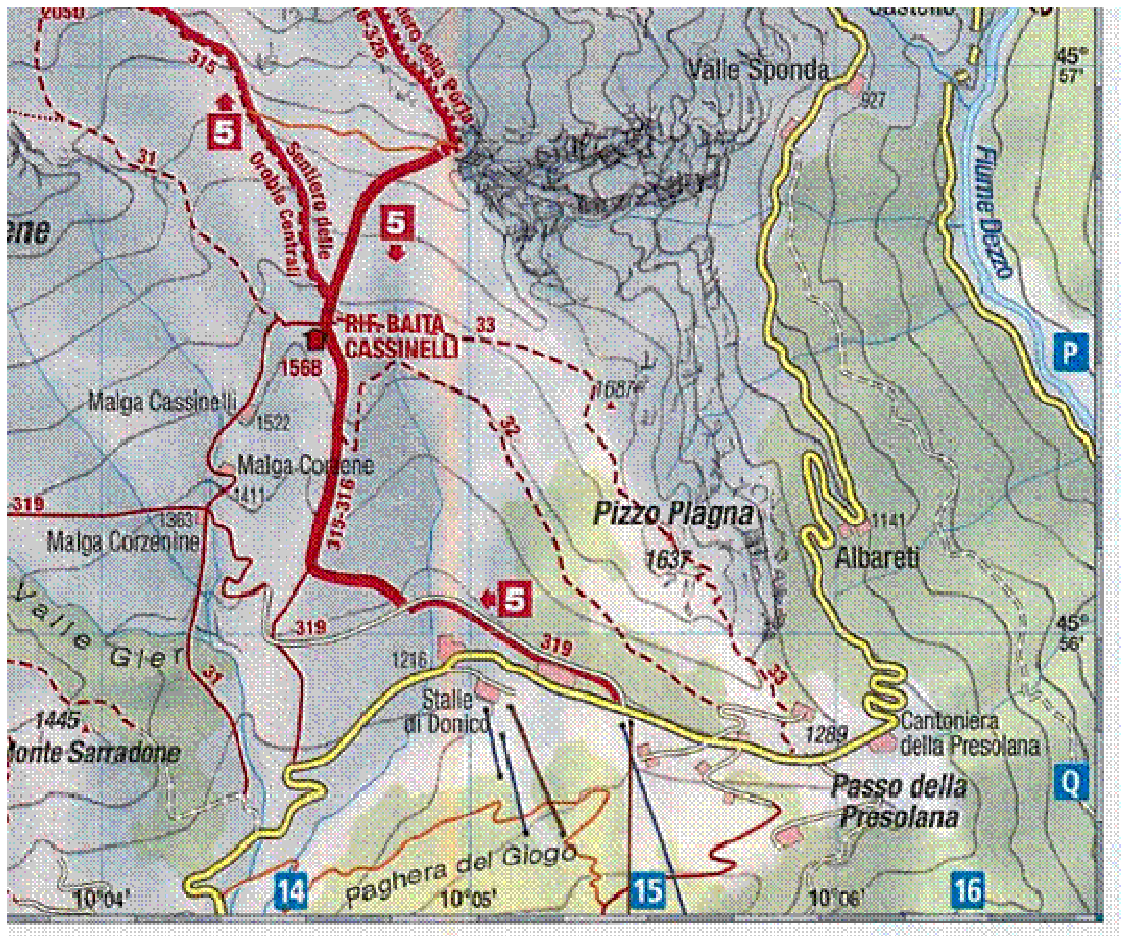 Castello
315
5
Sentiero della Porta
Valle Sponda
927
45°
57'
31
Sentiero delle
Orobie Centrali
5
Fiume Dezzo
ene
RIF. BAITA
CASSINELLI
1568
33
P
Malga Cassinelli
1522
1687
32
Malga Corzene
1411
319
1363
Malga Corzenine
315-316
Pizzo Plagna
1637
1141
Albareti
Valle Gler
319
5
319
45°
56'
31
1216
Stalle
di Donico
33
1289
Cantoniera
della Presolana
1445
Monte Sarradone
Passo della
Presolana
Q
Paghera del Giogo
10°04'
14
10°05'
15
10°06'
16